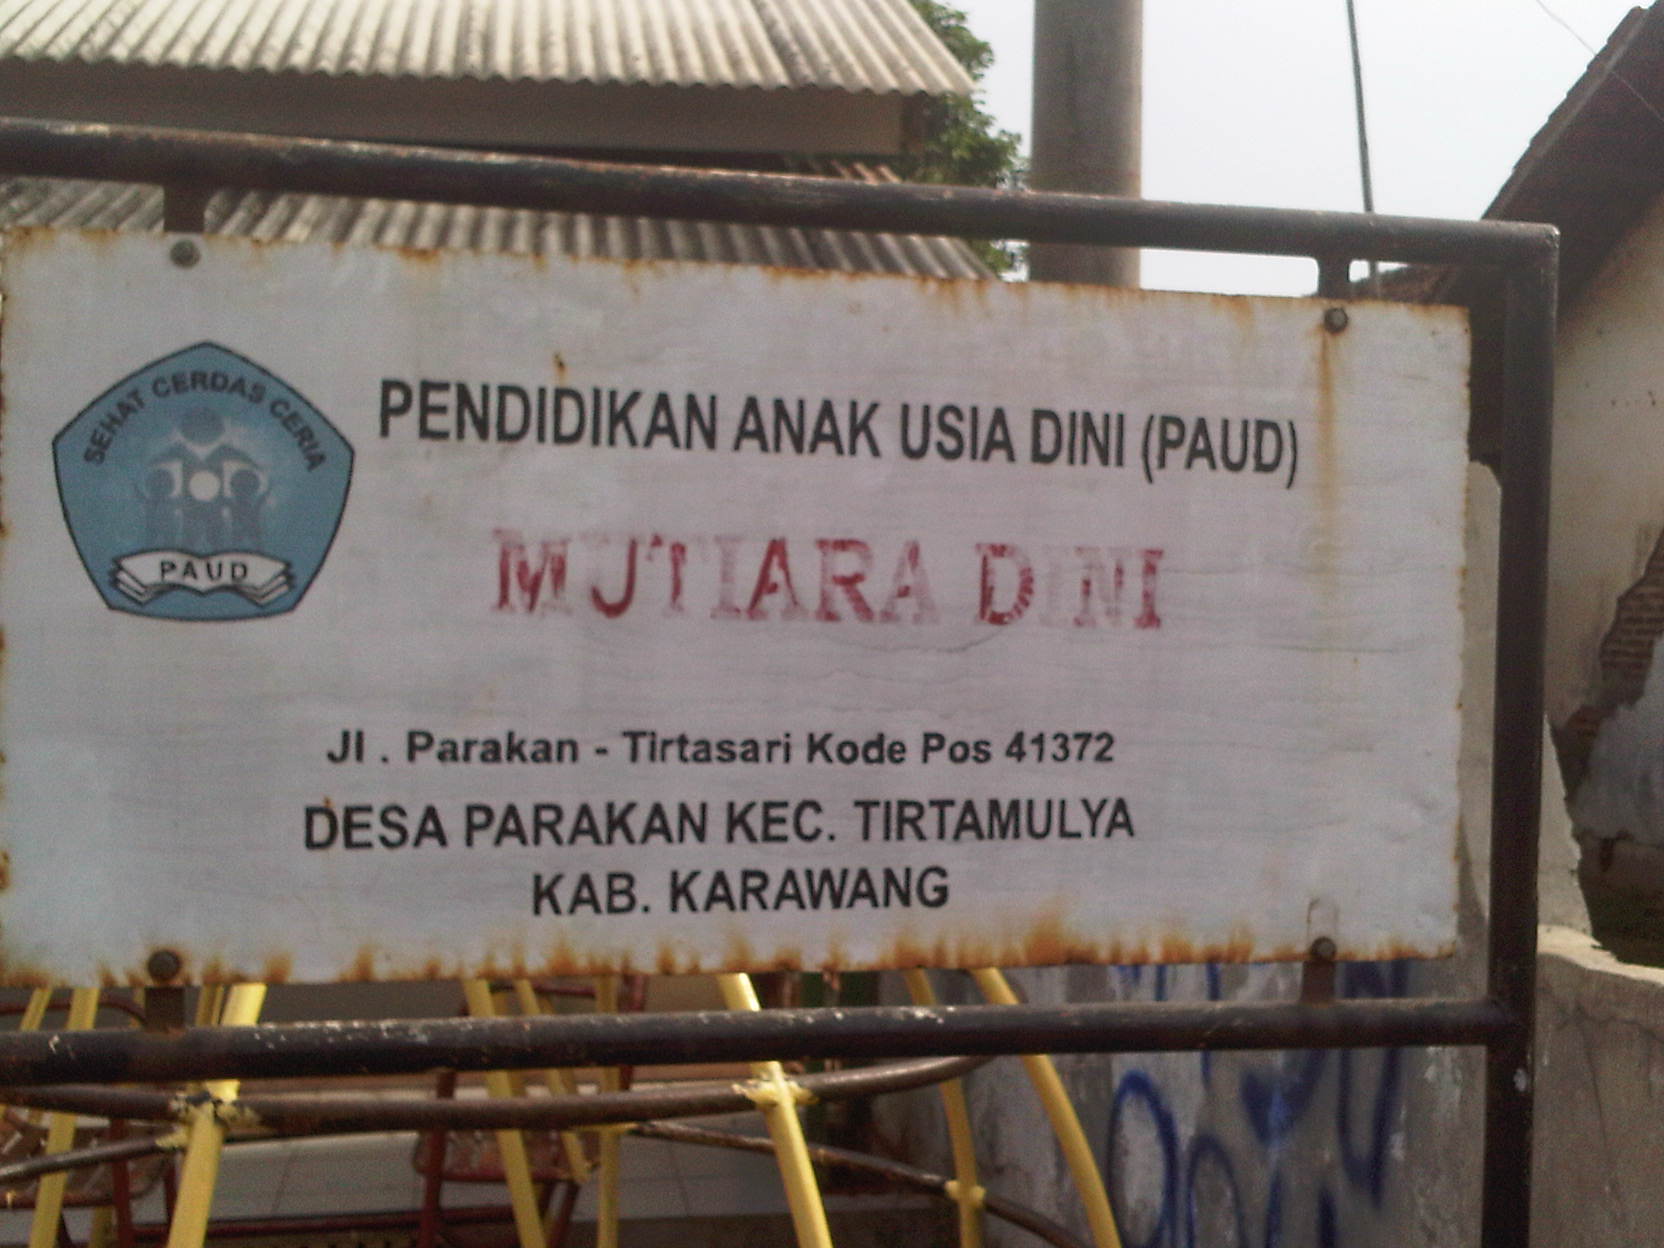 SEHAT CERDAS CERIA
PAUD
PENDIDIKAN ANAK USIA DINI (PAUD)
MUTIARA DINI
Jl . Parakan - Tirtasari Kode Pos 41372
DESA PARAKAN KEC. TIRTAMULYA
KAB. KARAWANG